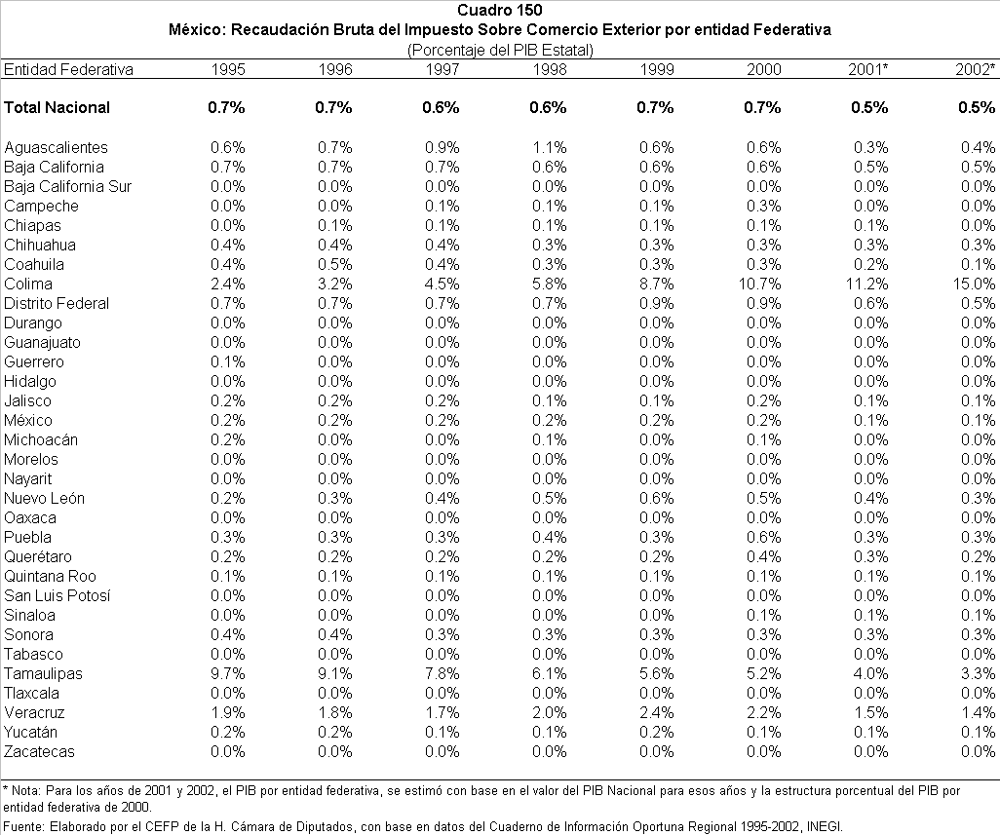 Cuadro 150
México: Recaudación Bruta del Impuesto Sobre Comercio Exterior por entidad Federativa
(Porcentaje del PIB Estatal)
Entidad Federativa 1995 1996 1997 1998 1999 2000 2001* 2002*
Total Nacional 0.7% 0.7% 0.6% 0.6% 0.7% 0.7% 0.5% 0.5%
Aguascalientes 0.6% 0.7% 0.9% 1.1% 0.6% 0.6% 0.3% 0.4%
Baja California 0.7% 0.7% 0.7% 0.6% 0.6% 0.6% 0.5% 0.5%
Baja California Sur 0.0% 0.0% 0.0% 0.0% 0.0% 0.0% 0.0% 0.0%
Campeche 0.0% 0.0% 0.1% 0.1% 0.1% 0.3% 0.0% 0.0%
Chiapas 0.0% 0.1% 0.1% 0.1% 0.1% 0.1% 0.1% 0.0%
Chihuahua 0.4% 0.4% 0.4% 0.3% 0.3% 0.3% 0.3% 0.3%
Coahuila 0.4% 0.5% 0.4% 0.3% 0.3% 0.3% 0.2% 0.1%
Colima 2.4% 3.2% 4.5% 5.8% 8.7% 10.7% 11.2% 15.0%
Distrito Federal 0.7% 0.7% 0.7% 0.7% 0.9% 0.9% 0.6% 0.5%
Durango 0.0% 0.0% 0.0% 0.0% 0.0% 0.0% 0.0% 0.0%
Guanajuato 0.0% 0.0% 0.0% 0.0% 0.0% 0.0% 0.0% 0.0%
Guerrero 0.1% 0.0% 0.0% 0.0% 0.0% 0.0% 0.0% 0.0%
Hidalgo 0.0% 0.0% 0.0% 0.0% 0.0% 0.0% 0.0% 0.0%
Jalisco 0.2% 0.2% 0.2% 0.1% 0.1% 0.2% 0.1% 0.1%
México 0.2% 0.2% 0.2% 0.2% 0.2% 0.2% 0.1% 0.1%
Michoacán 0.2% 0.0% 0.0% 0.1% 0.0% 0.1% 0.0% 0.0%
Morelos 0.0% 0.0% 0.0% 0.0% 0.0% 0.0% 0.0% 0.0%
Nayarit 0.0% 0.0% 0.0% 0.0% 0.0% 0.0% 0.0% 0.0%
Nuevo León 0.2% 0.3% 0.4% 0.5% 0.6% 0.5% 0.4% 0.3%
Oaxaca 0.0% 0.0% 0.0% 0.0% 0.0% 0.0% 0.0% 0.0%
Puebla 0.3% 0.3% 0.3% 0.4% 0.3% 0.6% 0.3% 0.3%
Querétaro 0.2% 0.2% 0.2% 0.2% 0.2% 0.4% 0.3% 0.2%
Quintana Roo 0.1% 0.1% 0.1% 0.1% 0.1% 0.1% 0.1% 0.1%
San Luis Potosí 0.0% 0.0% 0.0% 0.0% 0.0% 0.0% 0.0% 0.0%
Sinaloa 0.0% 0.0% 0.0% 0.0% 0.0% 0.1% 0.1% 0.1%
Sonora 0.4% 0.4% 0.3% 0.3% 0.3% 0.3% 0.3% 0.3%
Tabasco 0.0% 0.0% 0.0% 0.0% 0.0% 0.0% 0.0% 0.0%
Tamaulipas 9.7% 9.1% 7.8% 6.1% 5.6% 5.2% 4.0% 3.3%
Tlaxcala 0.0% 0.0% 0.0% 0.0% 0.0% 0.0% 0.0% 0.0%
Veracruz 1.9% 1.8% 1.7% 2.0% 2.4% 2.2% 1.5% 1.4%
Yucatán 0.2% 0.2% 0.1% 0.1% 0.2% 0.1% 0.1% 0.1%
Zacatecas 0.0% 0.0% 0.0% 0.0% 0.0% 0.0% 0.0% 0.0%
* Nota: Para los años de 2001 y 2002, el PIB por entidad federativa, se estimó con base en el valor del PIB Nacional para esos años y la estructura porcentual del PIB por
entidad federativa de 2000.
Fuente: Elaborado por el CEFP de la H. Cámara de Diputados, con base en datos del Cuaderno de Información Oportuna Regional 1995-2002, INEGI.